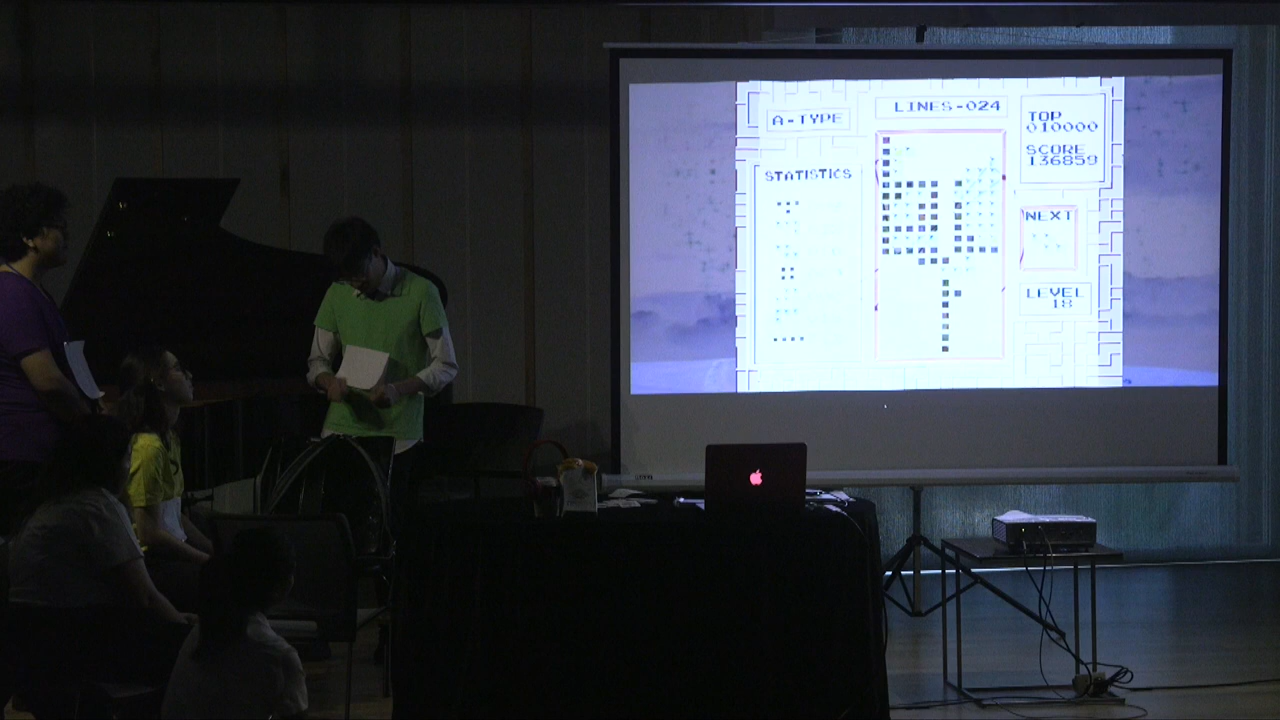 A-TYPE
LINES-024
TOP
010000
SCORE
136859
STATISTICS
NEXT
LEVEL
18